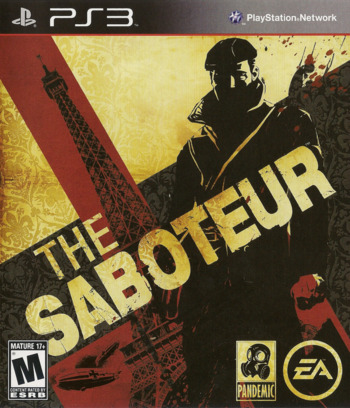 PS3
PlayStation®Network
THE
SABOTEUR
MATURE 17+
M
CONTENT RATED BY
ESRB
PANDEMIC
EA